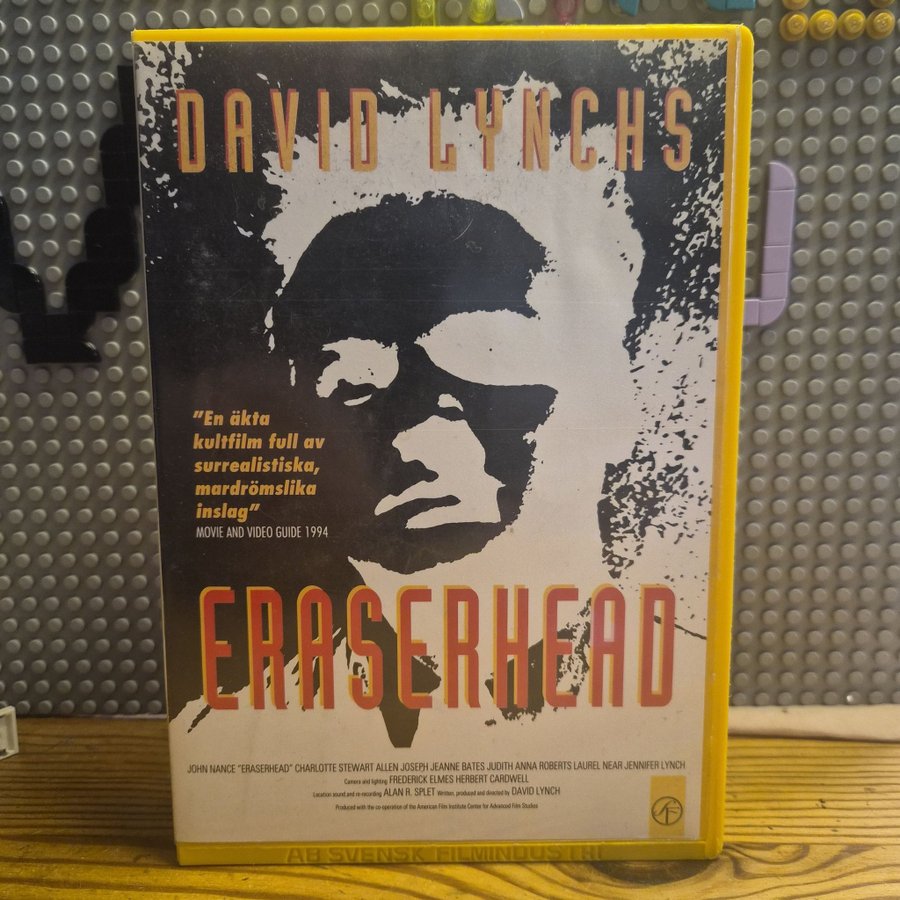 DAVID LYNCHS
"En äkta
kultfilm full av
surrealistiska,
mardrömslika
inslag"
MOVIE AND VIDEO GUIDE 1994
ERASERHEAD
JOHN NANCE "ERASERHEAD" CHARLOTTE STEWART ALLEN JOSEPH JEANNE BATES JUDITH ANNA ROBERTS LAUREL NEAR JENNIFER LYNCH
Camera and lighting FREDERICK ELMES HERBERT CARDWELL
Location sound and re-recording ALAN R. SPLET Written, produced and directed by DAVID LYNCH
Produced with the co-operation of the American Film Institute Center for Advanced Film Studies
SF
AB SVENSK FILMINDUSTRI